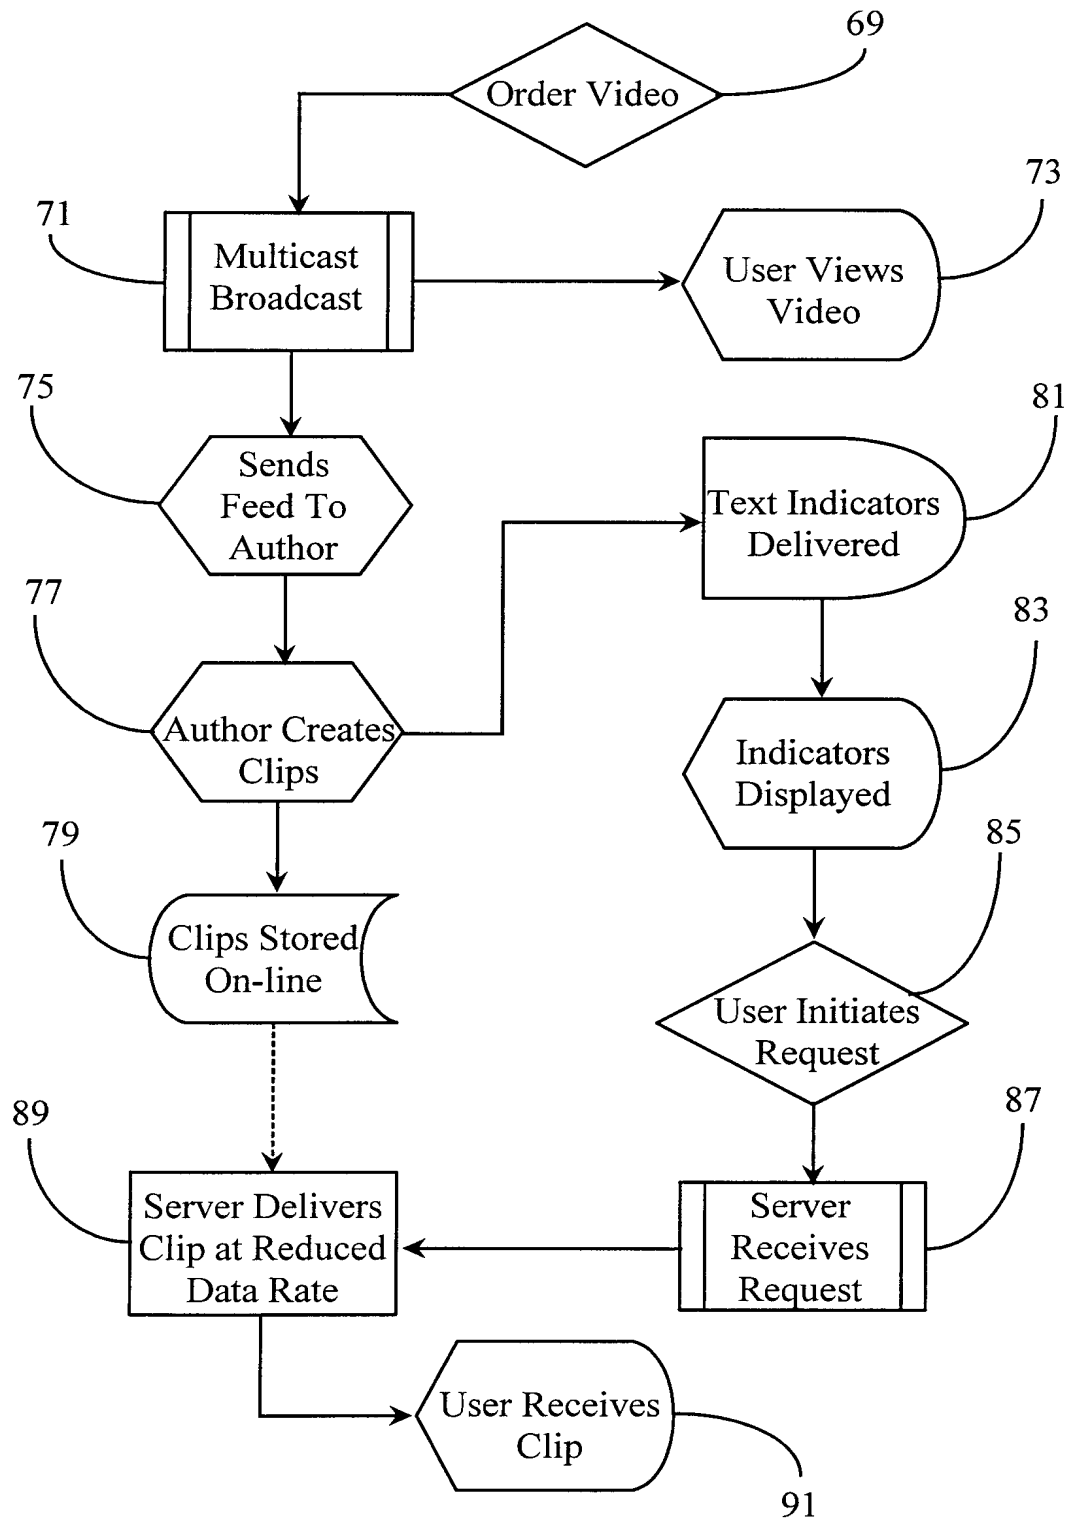 69
Order Video
73
71
Multicast
Broadcast
User Views
Video
75
81
Sends
Feed To
Author
Text Indicators
Delivered
77
83
Author Creates
Clips
Indicators
Displayed
79
85
Clips Stored
On-line
User Initiates
Request
89
87
Server Delivers
Clip at Reduced
Data Rate
Server
Receives
Request
User Receives
Clip
91